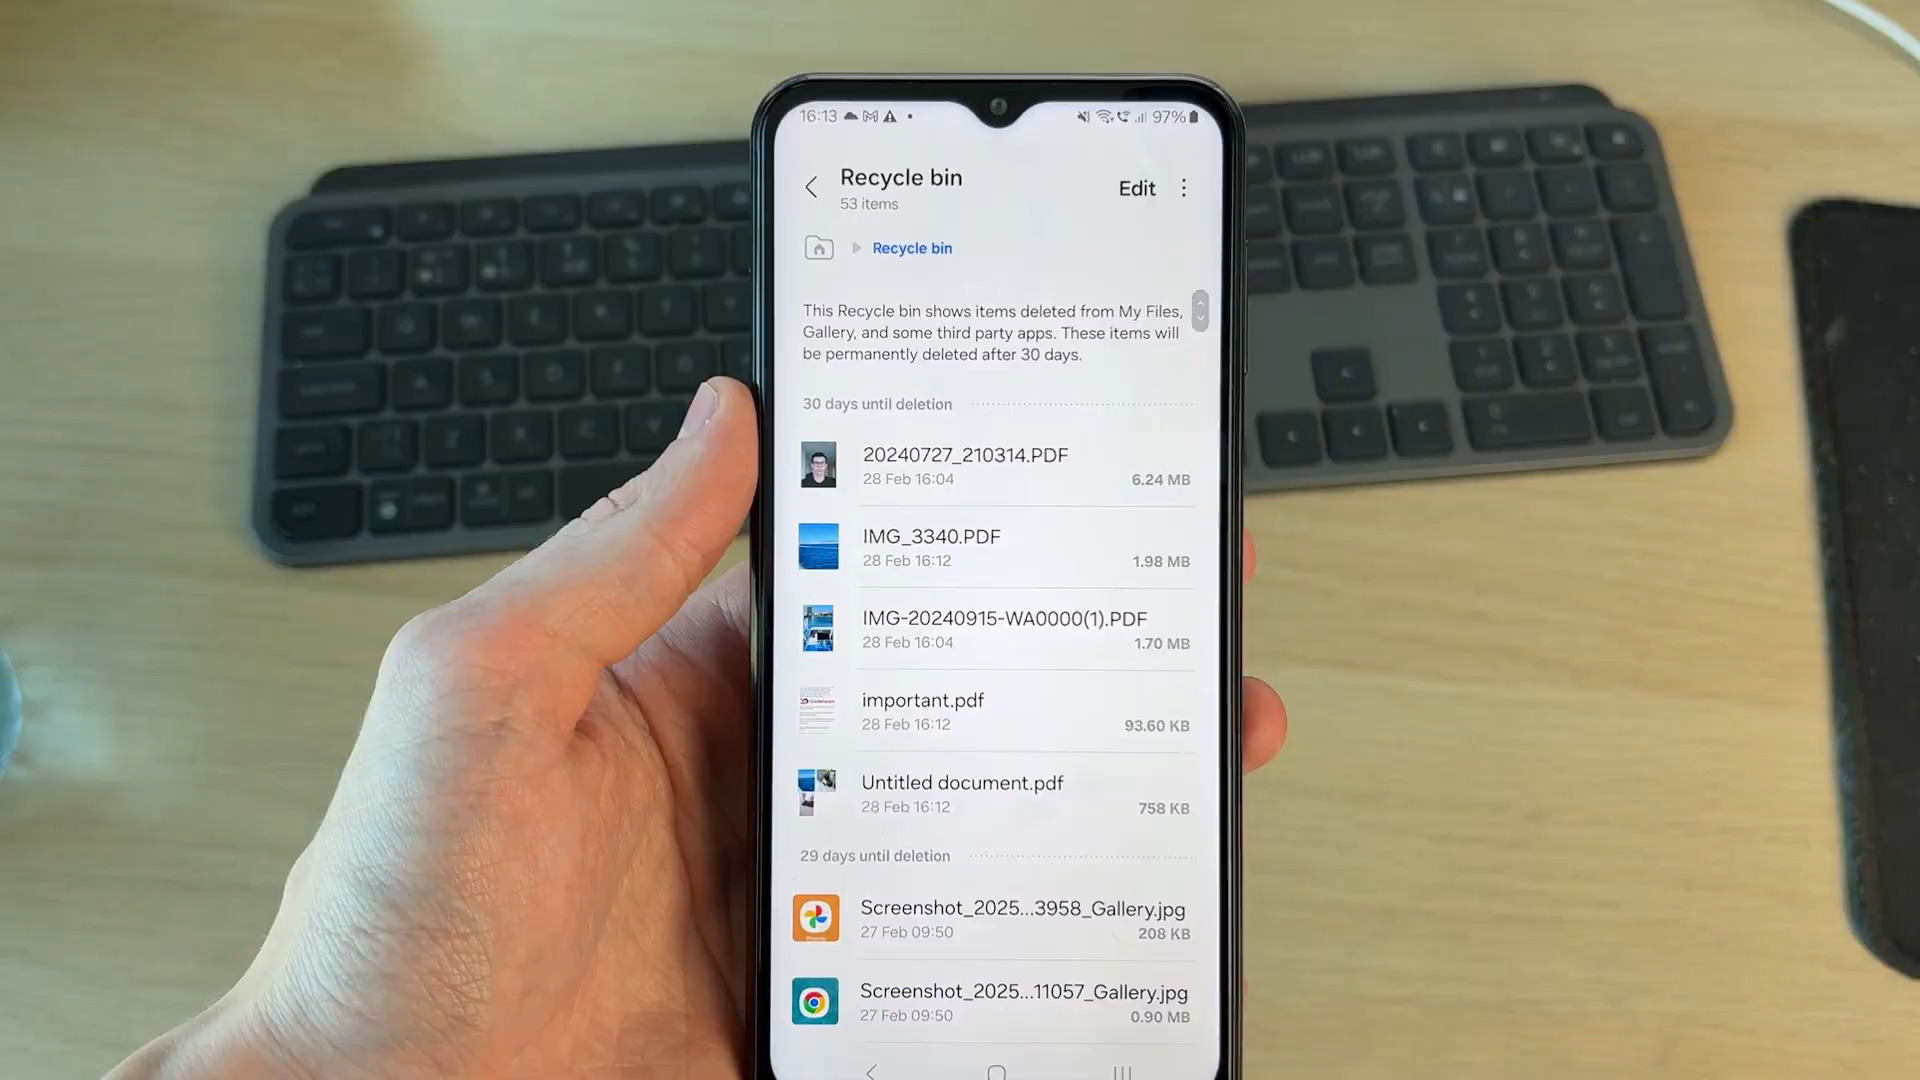 16:13 97%
Recycle bin
Edit
53 items
Recycle bin
This Recycle bin shows items deleted from My Files,
Gallery, and some third party apps. These items will
be permanently deleted after 30 days.
30 days until deletion
20240727_210314.PDF
28 Feb 16:04 6.24 MB
IMG_3340.PDF
28 Feb 16:12 1.98 MB
IMG-20240915-WA0000(1).PDF
28 Feb 16:04 1.70 MB
important.pdf
28 Feb 16:12 93.60 KB
Untitled document.pdf
28 Feb 16:12 758 KB
29 days until deletion
Screenshot_2025...3958_Gallery.jpg
27 Feb 09:50 208 KB
Screenshot_2025...11057_Gallery.jpg
27 Feb 09:50 0.90 MB